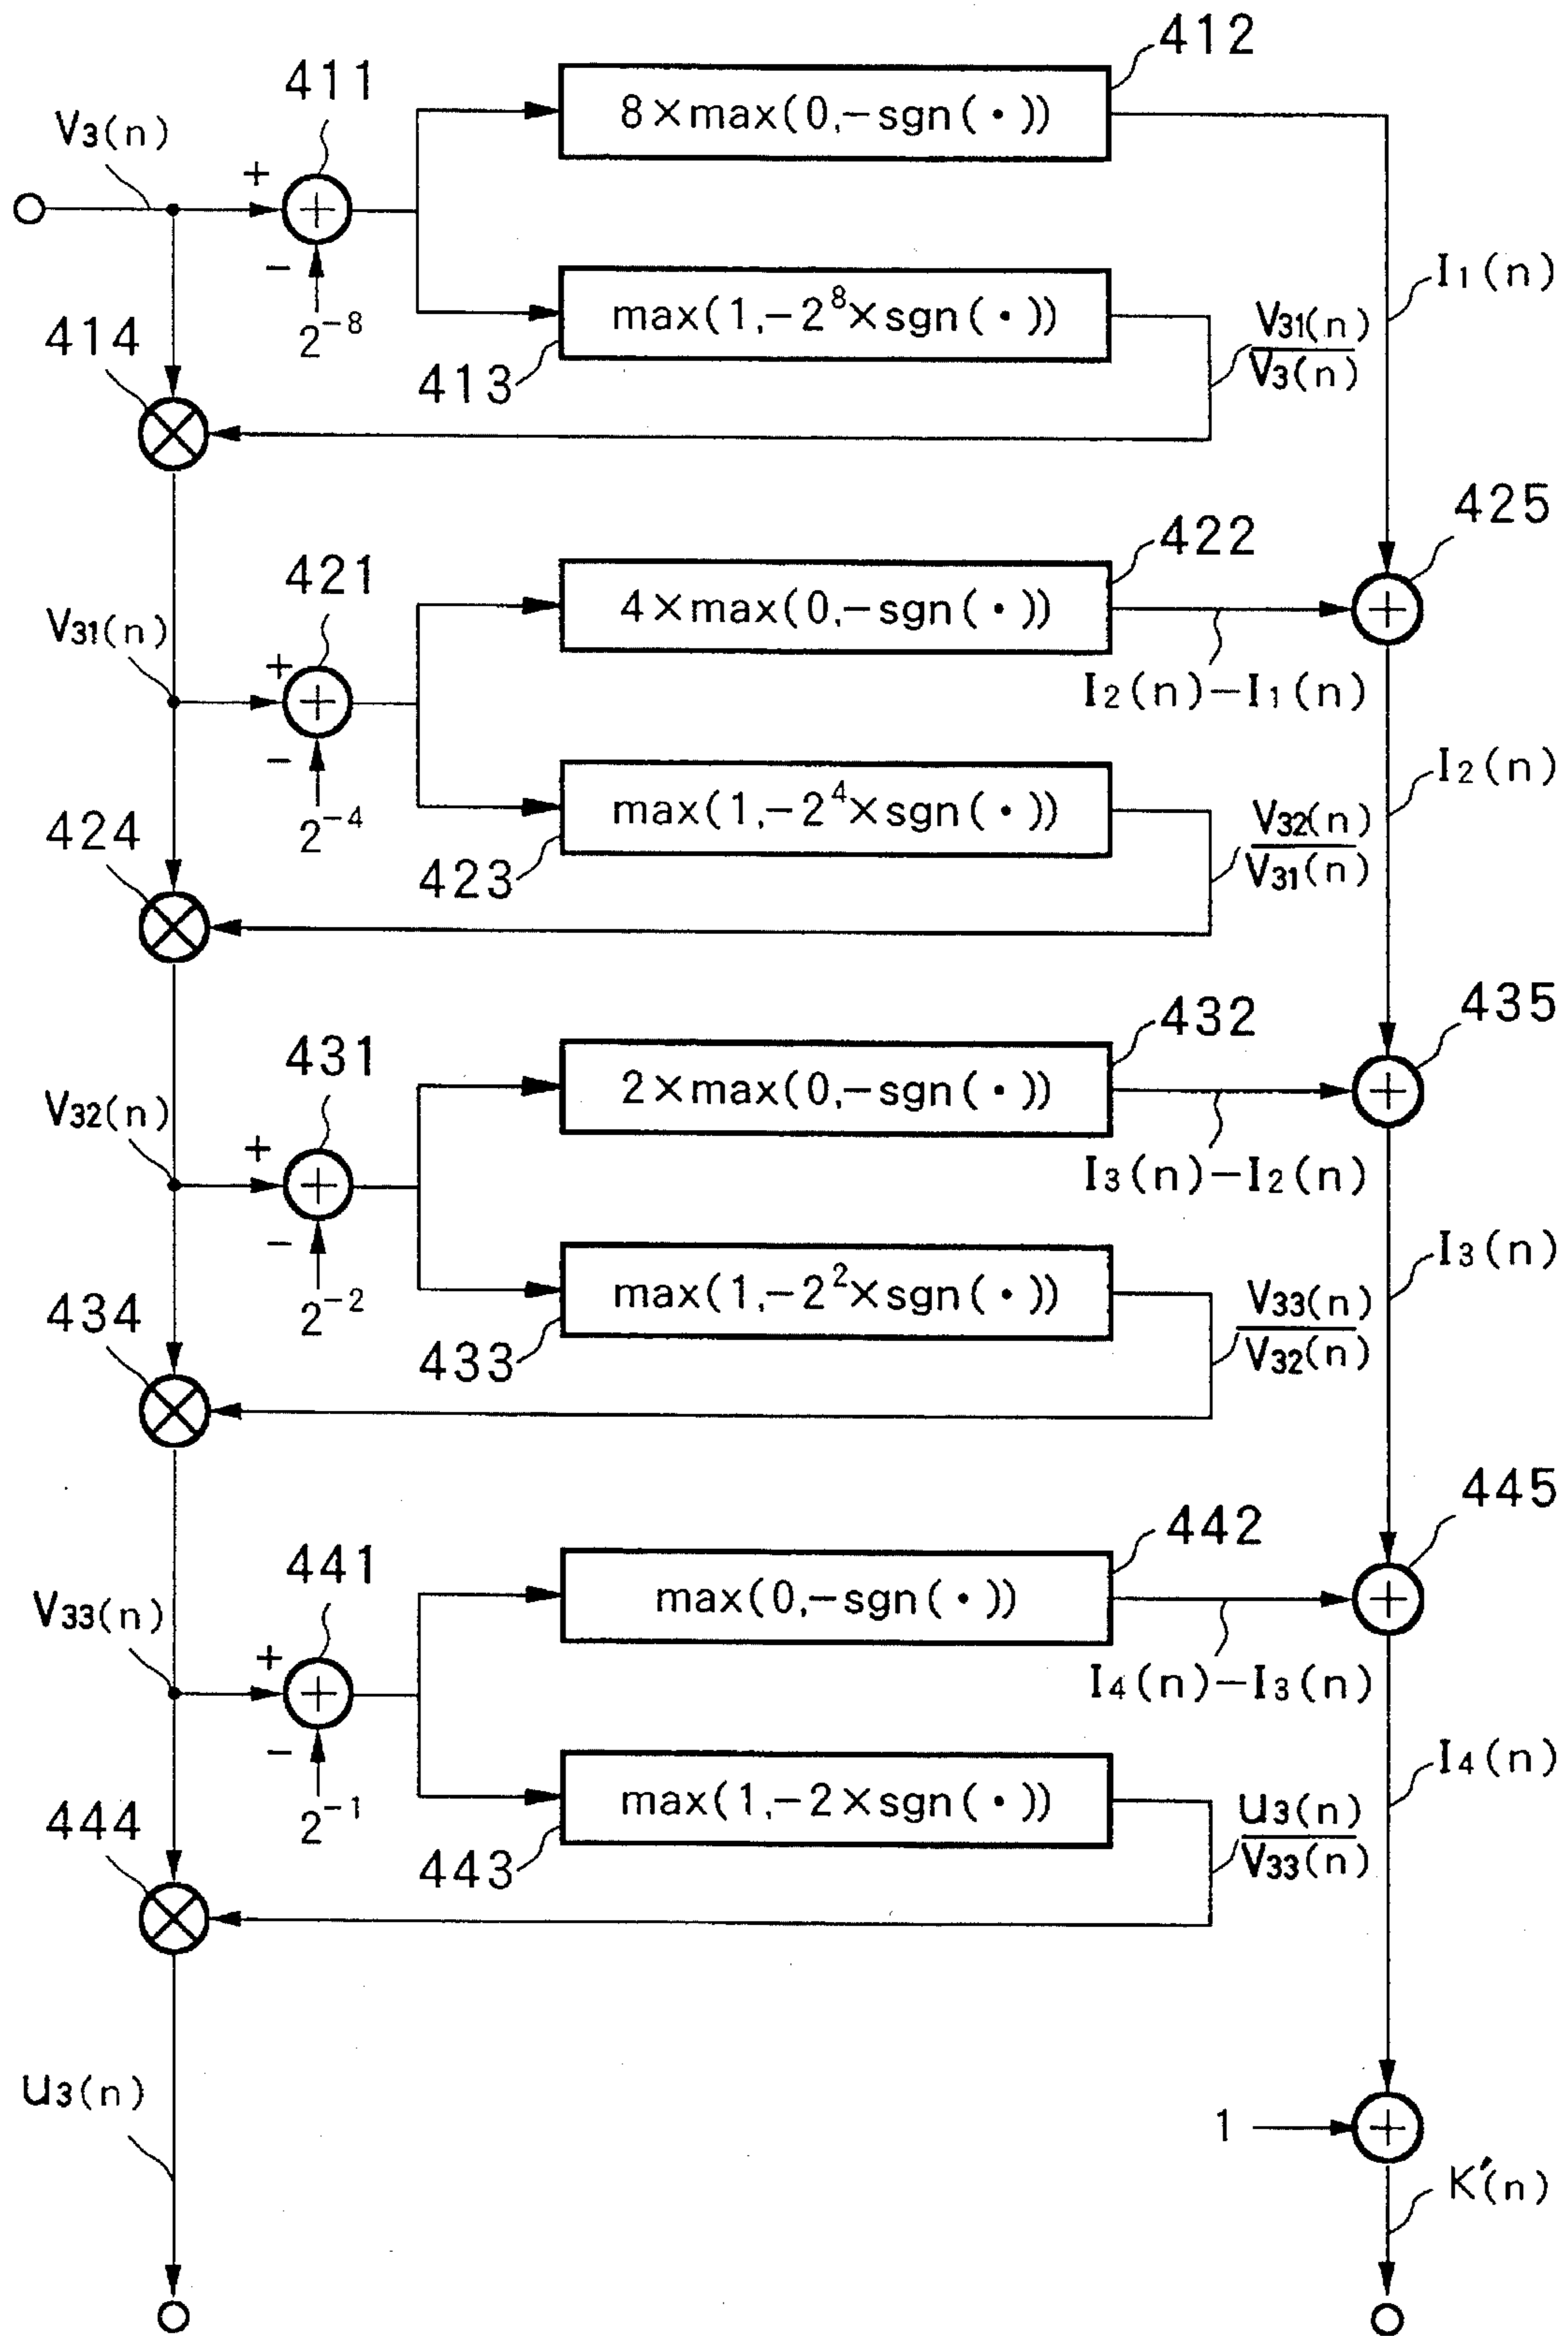 412
411
8×max(0,-sgn(•))
V₃(n)
+
-
2⁻⁸
I₁(n)
max(1,-2⁸×sgn(•))
V₃₁(n)
V₃(n)
414
413
425
422
421
4×max(0,-sgn(•))
V₃₁(n)
+
I₂(n)-I₁(n)
-
I₂(n)
2⁻⁴
max(1,-2⁴×sgn(•))
V₃₂(n)
V₃₁(n)
424
423
435
432
431
2×max(0,-sgn(•))
V₃₂(n)
+
I₃(n)-I₂(n)
-
I₃(n)
2⁻²
max(1,-2²×sgn(•))
V₃₃(n)
V₃₂(n)
434
433
445
442
441
max(0,-sgn(•))
V₃₃(n)
+
I₄(n)-I₃(n)
-
I₄(n)
2⁻¹
max(1,-2×sgn(•))
u₃(n)
V₃₃(n)
444
443
u₃(n)
1
K′(n)